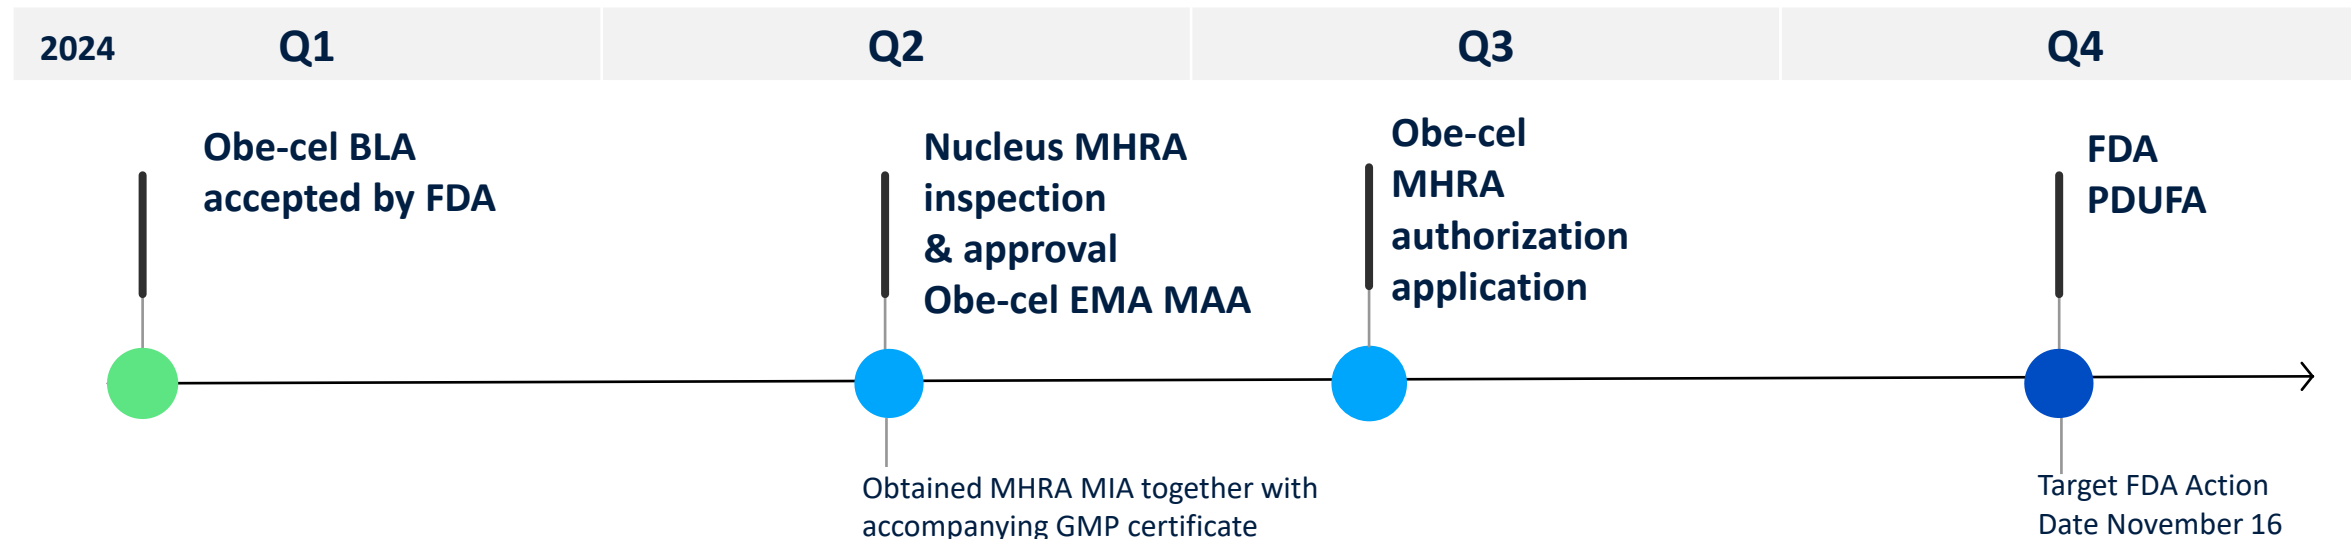 2024 Q1 Q2 Q3 Q4
Obe-cel BLA
accepted by FDA
Nucleus MHRA
inspection
& approval
Obe-cel EMA MAA
Obe-cel
MHRA
authorization
application
FDA
PDUFA
Obtained MHRA MIA together with
accompanying GMP certificate
Target FDA Action
Date November 16